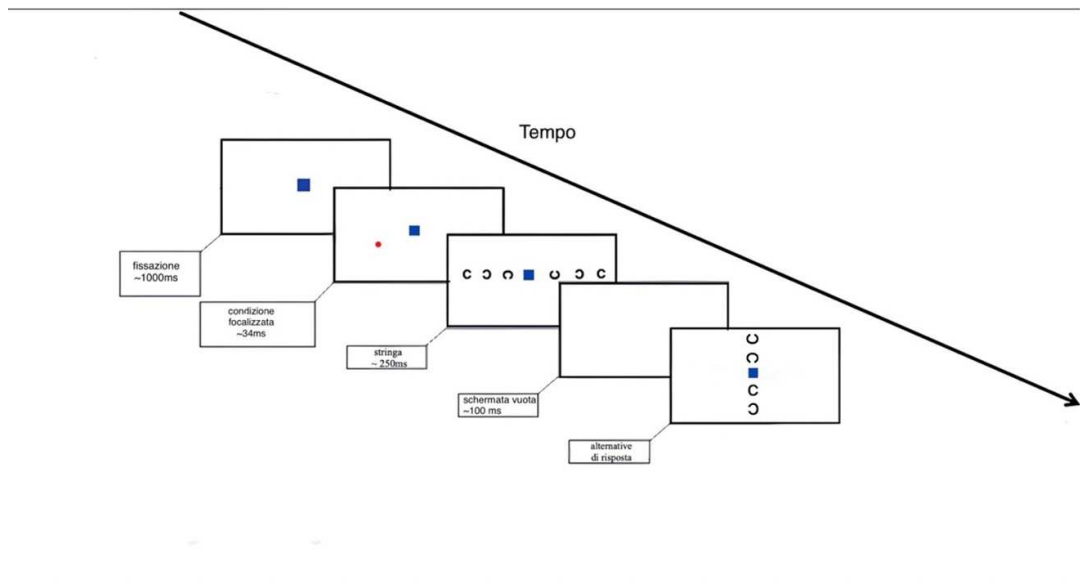 Tempo
fissazione
~1000ms
condizione
focalizzata
~34ms
stringa
~ 250ms
schermata vuota
~100 ms
alternative
di risposta